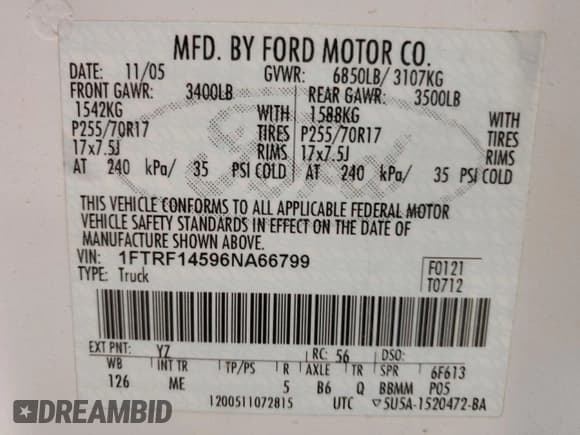 MFD. BY FORD MOTOR CO.
DATE: 11/05 GVWR: 6850LB/ 3107KG
FRONT GAWR: 3400LB REAR GAWR: 3500LB
1542KG WITH 1588KG WITH
P255/70R17 TIRES P255/70R17 TIRES
17x7.5J RIMS 17x7.5J RIMS
AT 240 kPa/ 35 PSI COLD AT 240 kPa/ 35 PSI COLD
THIS VEHICLE CONFORMS TO ALL APPLICABLE FEDERAL MOTOR
VEHICLE SAFETY STANDARDS IN EFFECT ON THE DATE OF
MANUFACTURE SHOWN ABOVE.
VIN: 1FTRF14596NA66799 F0121
TYPE: Truck T0712
EXT PNT: YZ RC: 56 DSO:
WB INT TR TP/PS R AXLE TR SPR 6F613
126 ME 5 B6 Q BBMM P05
1200511072815 UTC ▽5U5A-1520472-BA
DREAMBID